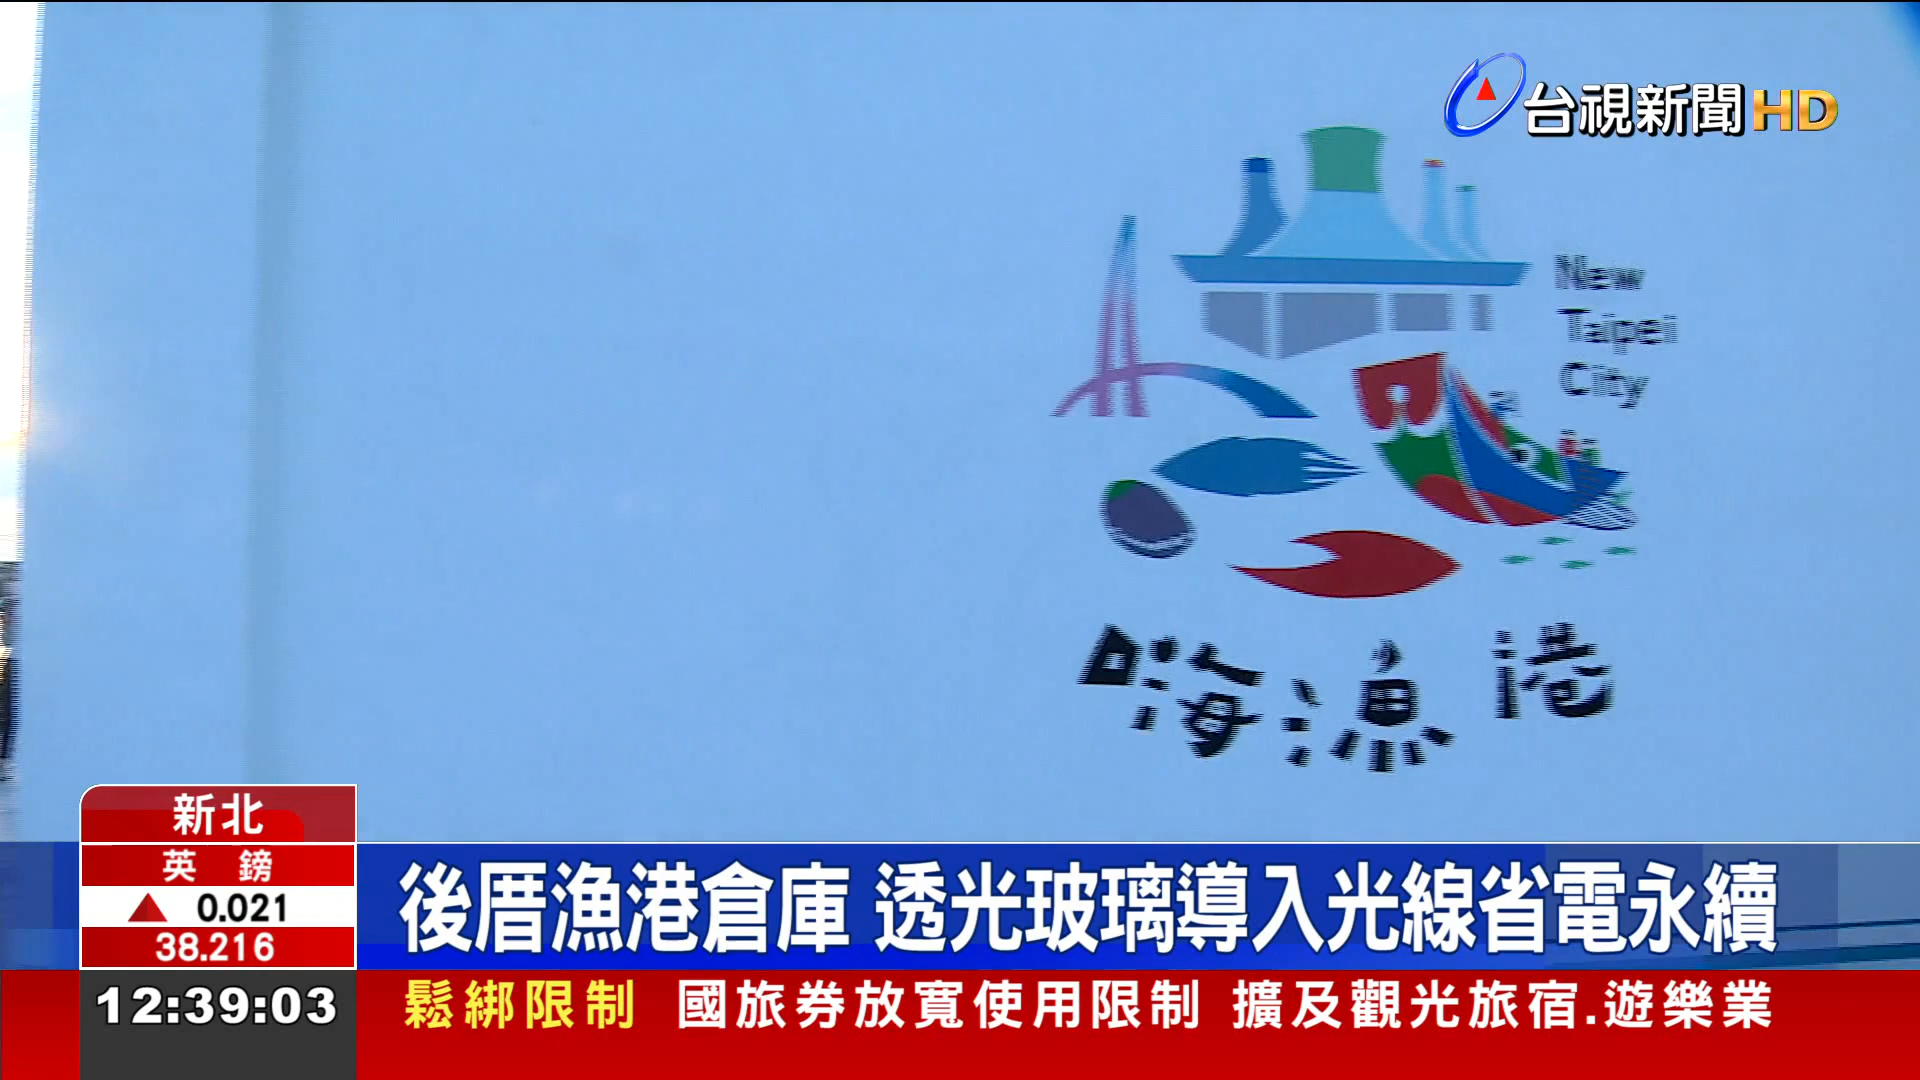 台視新聞HD
New
Taipei
City
嗨漁港
新北
英 鎊
0.021
38.216
後厝漁港倉庫 透光玻璃導入光線省電永續
12:39:03
鬆綁限制 國旅券放寬使用限制 擴及觀光旅宿.遊樂業